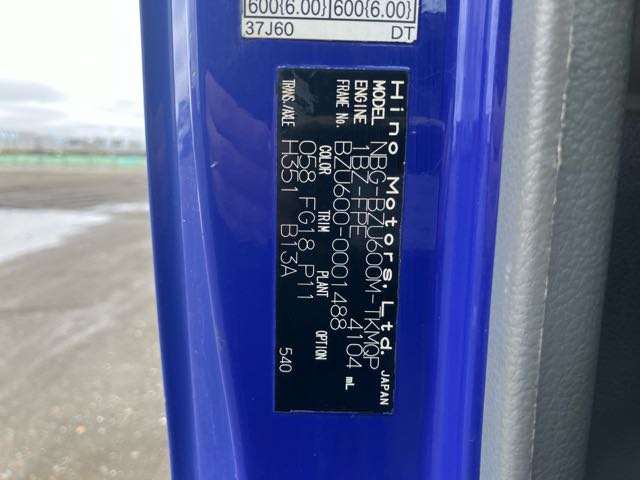 600{6.00} 600{6.00}
37J60 DT
Hino Motors, Ltd. JAPAN
MODEL NBG-BZU600M-TKMQP
ENGINE 1BZ-FPE 4104 mL
FRAME No. BZU600-0001488
COLOR TRIM PLANT OPTION
058 FG18 P11
TRANS./AXLE H351 B13A 540